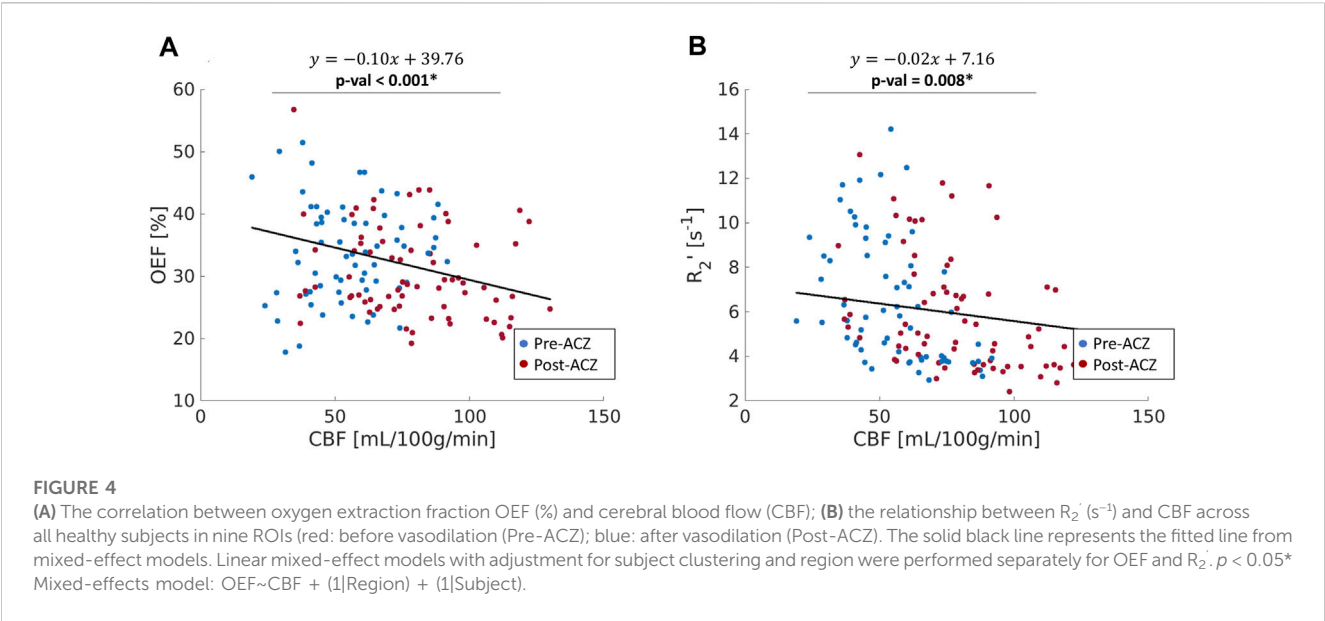 A
y = −0.10x + 39.76
p-val < 0.001*
60
50
40
30
20
10
OEF [%]
0
50
100
150
CBF [mL/100g/min]
Pre-ACZ
Post-ACZ
B
y = −0.02x + 7.16
p-val = 0.008*
16
14
12
10
8
6
4
2
R2' [s-1]
0
50
100
150
CBF [mL/100g/min]
Pre-ACZ
Post-ACZ
FIGURE 4
(A) The correlation between oxygen extraction fraction OEF (%) and cerebral blood flow (CBF); (B) the relationship between R2′ (s−1) and CBF across
all healthy subjects in nine ROIs (red: before vasodilation (Pre-ACZ); blue: after vasodilation (Post-ACZ). The solid black line represents the fitted line from
mixed-effect models. Linear mixed-effect models with adjustment for subject clustering and region were performed separately for OEF and R2′. p < 0.05*
Mixed-effects model: OEF~CBF + (1|Region) + (1|Subject).